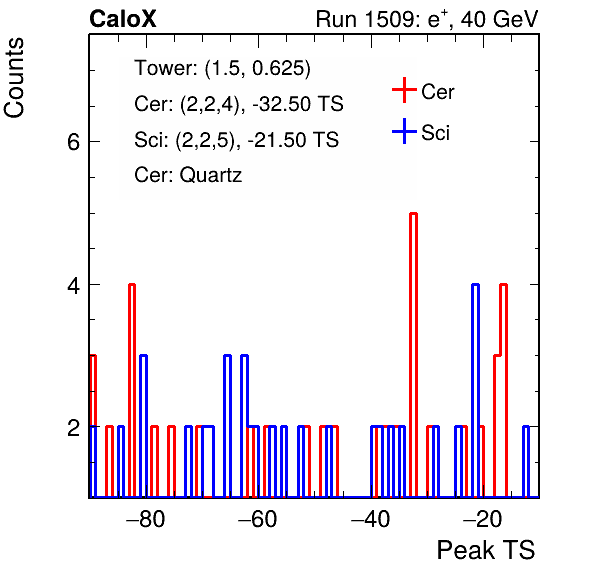 CaloX Run 1509: e+, 40 GeV
Counts
Tower: (1.5, 0.625)
Cer: (2,2,4), -32.50 TS
Sci: (2,2,5), -21.50 TS
Cer: Quartz
Cer
Sci
6
4
2
−80 −60 −40 −20
Peak TS